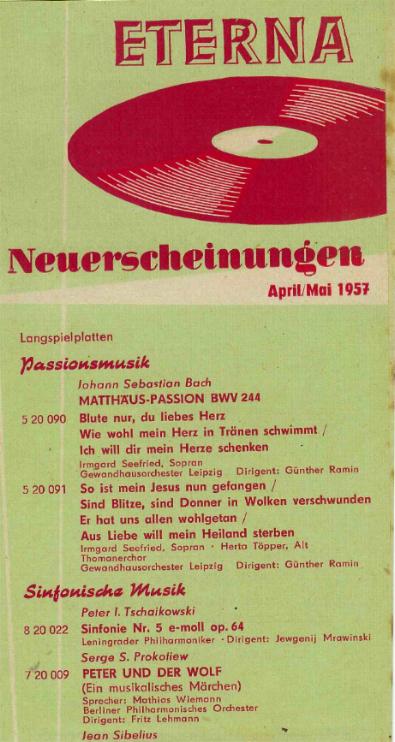 ETERNA
Neuerscheinungen
April/Mai 1957
Langspielplatten
Passionsmusik
Johann Sebastian Bach
MATTHÄUS-PASSION BWV 244
5 20 090 Blute nur, du liebes Herz
Wie wohl mein Herz in Tränen schwimmt /
Ich will dir mein Herze schenken
Irmgard Seefried, Sopran
Gewandhausorchester Leipzig Dirigent: Günther Ramin
5 20 091 So ist mein Jesus nun gefangen /
Sind Blitze, sind Donner in Wolken verschwunden
Er hat uns allen wohlgetan /
Aus Liebe will mein Heiland sterben
Irmgard Seefried, Sopran · Herta Töpper, Alt
Thomanerchor
Gewandhausorchester Leipzig Dirigent: Günther Ramin
Sinfonische Musik
Peter I. Tschaikowski
8 20 022 Sinfonie Nr. 5 e-moll op. 64
Leningrader Philharmoniker · Dirigent: Jewgenij Mrawinski
Serge S. Prokofiew
7 20 009 PETER UND DER WOLF
(Ein musikalisches Märchen)
Sprecher: Mathias Wiemann
Berliner Philharmonisches Orchester
Dirigent: Fritz Lehmann
Jean Sibelius